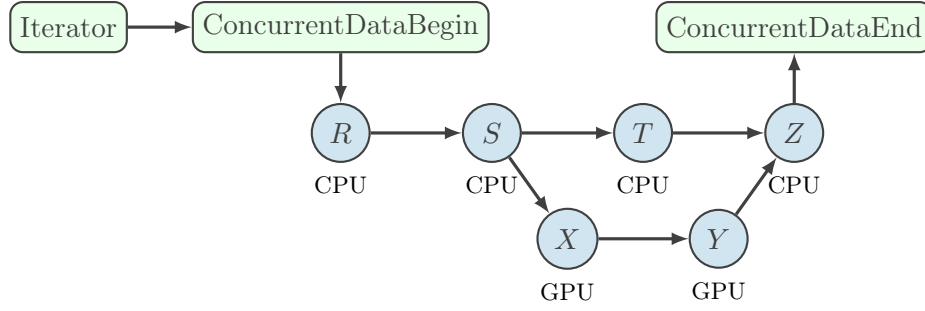 Iterator
ConcurrentDataBegin
ConcurrentDataEnd
R
S
T
Z
CPU
CPU
CPU
CPU
X
Y
GPU
GPU